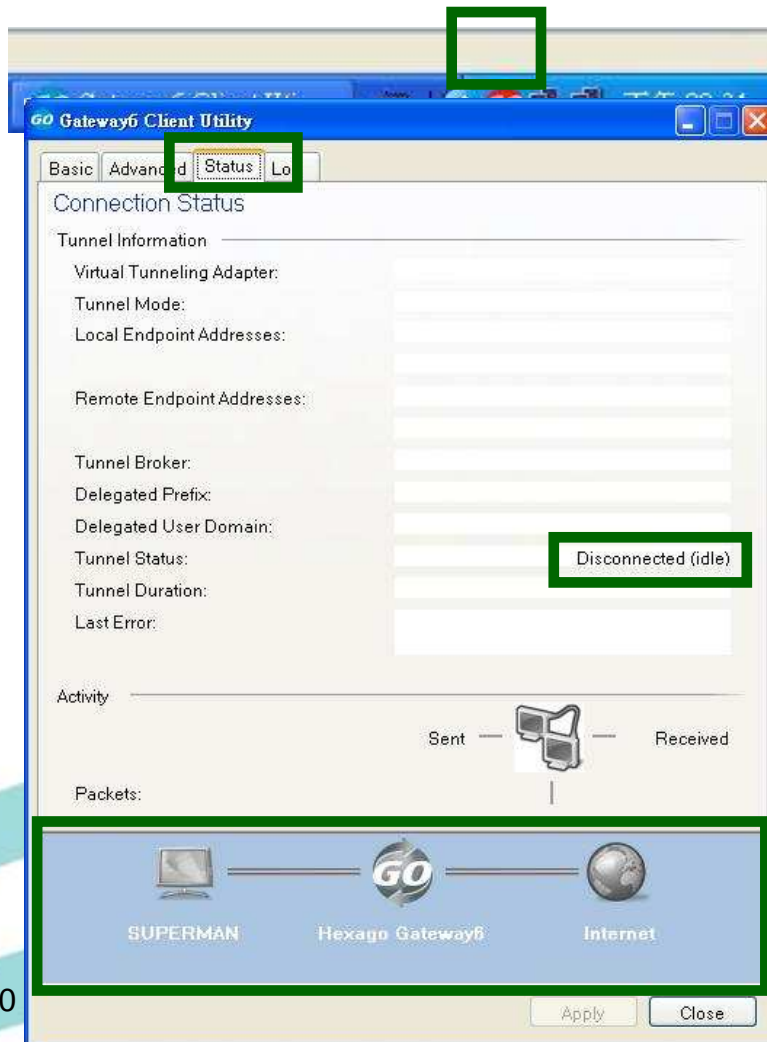 GO Gateway6 Client Utility
Basic Advanced Status Lo
Connection Status
Tunnel Information
Virtual Tunneling Adapter:
Tunnel Mode:
Local Endpoint Addresses:
Remote Endpoint Addresses:
Tunnel Broker:
Delegated Prefix:
Delegated User Domain:
Tunnel Status: Disconnected (idle)
Tunnel Duration:
Last Error:
Activity
Sent Received
Packets:
GO
SUPERMAN Hexago Gateway6 Internet
0
Apply Close